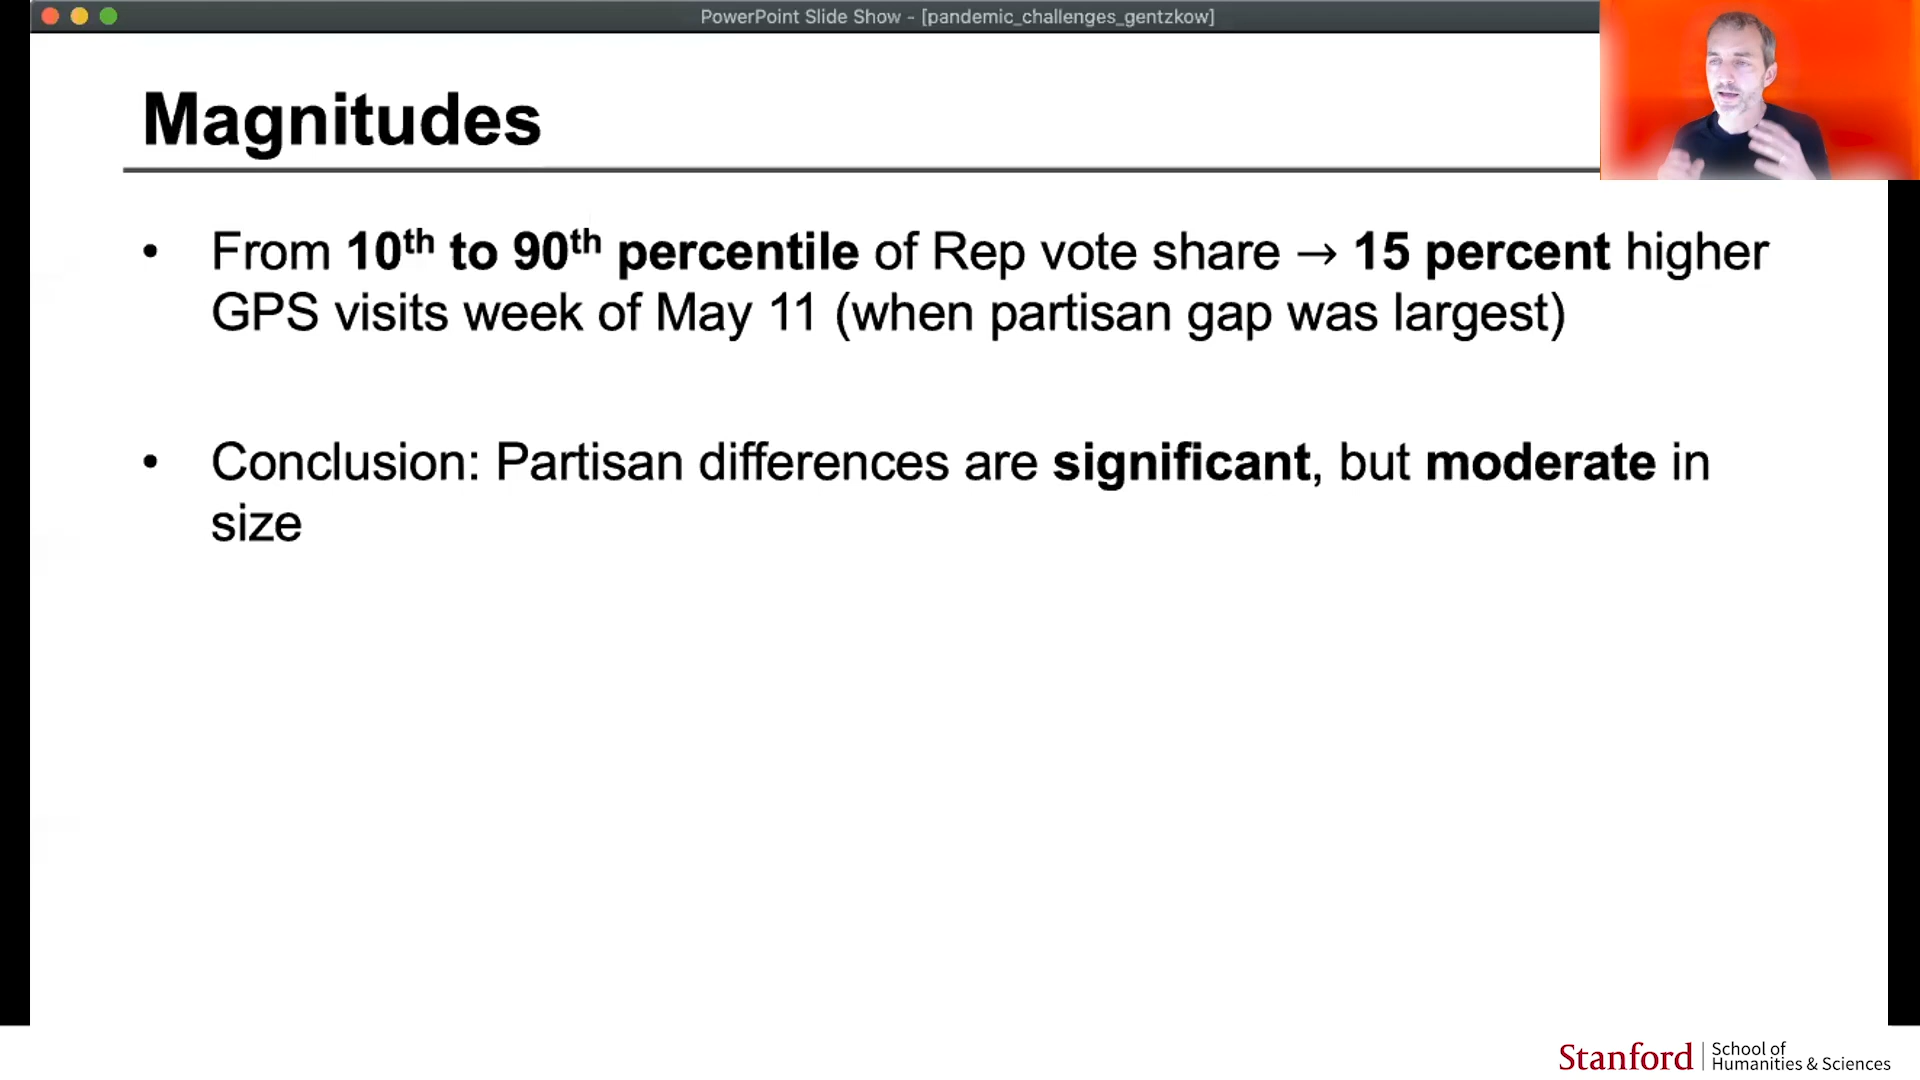 PowerPoint Slide Show - [pandemic_challenges_gentzkow]
Magnitudes
• From 10th to 90th percentile of Rep vote share → 15 percent higher
GPS visits week of May 11 (when partisan gap was largest)
• Conclusion: Partisan differences are significant, but moderate in
size
Stanford | School of
Humanities & Sciences